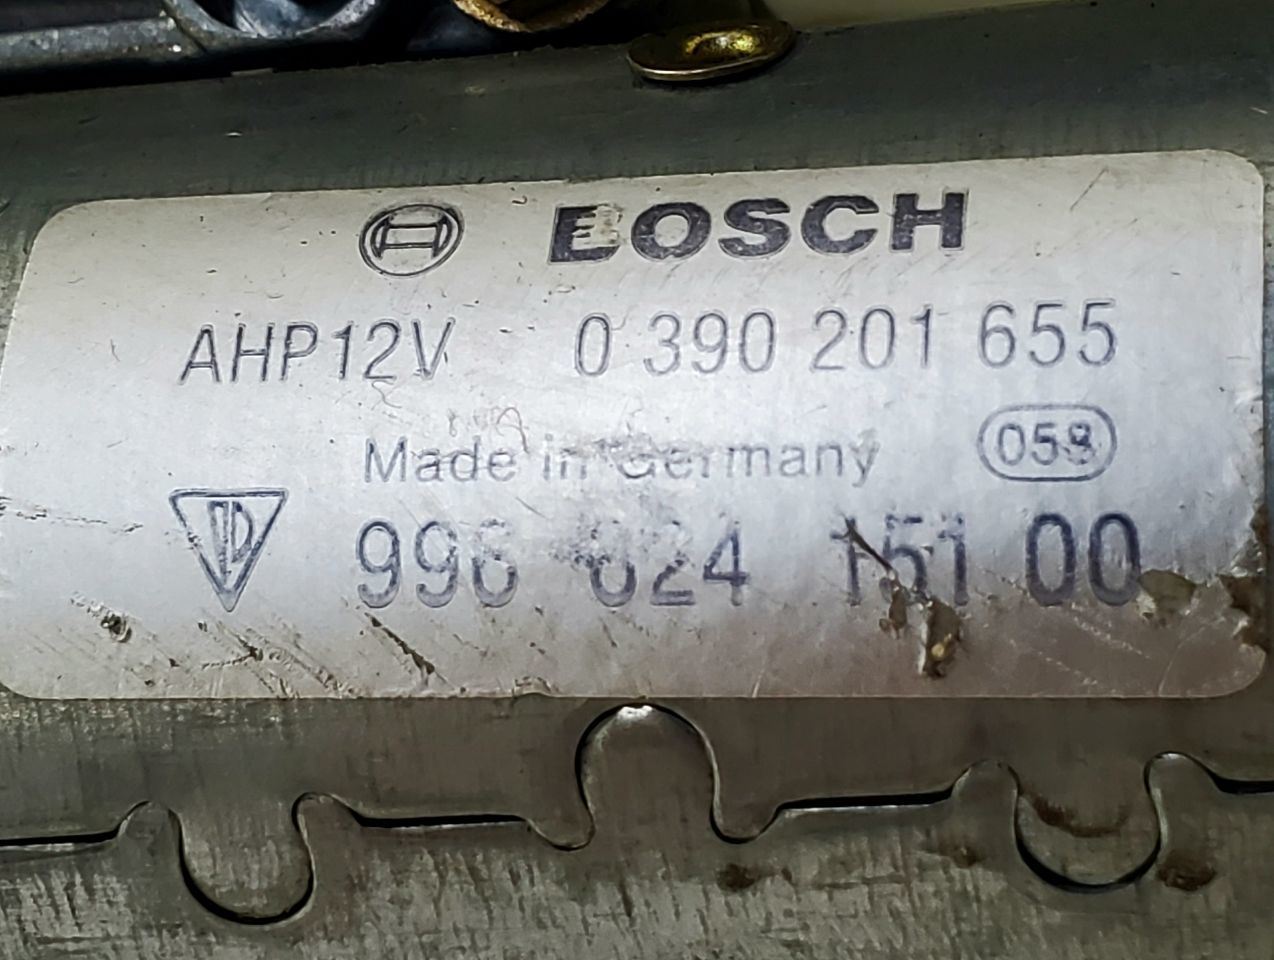 BOSCH
AHP12V 0 390 201 655
Made in Germany 058
996 624 151 00